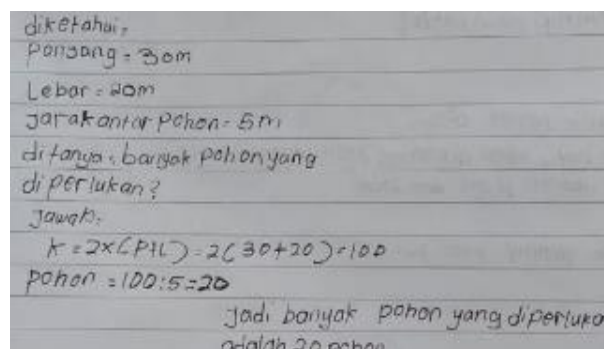 diketahui =
Panjang = 30m
Lebar = 20m
Jarak antar Pohon = 5m
ditanya = banyak pohon yang
diperlukan?
Jawab:
K = 2x(P+L) = 2(30+20) = 100
pohon = 100:5=20
Jadi banyak pohon yang diperluka
adalah 20 pohon